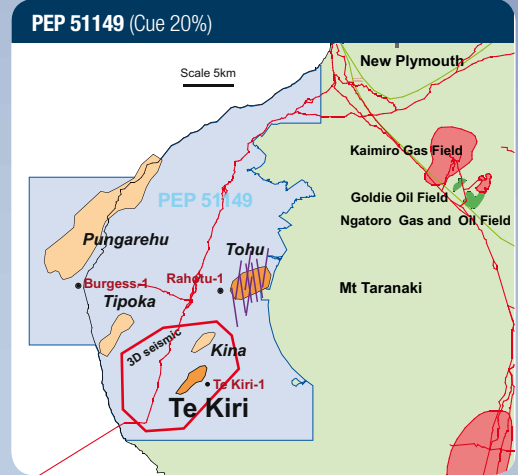 PEP 51149 (Cue 20%)
New Plymouth
Scale 5km
Kaimiro Gas Field
PEP 51149
Goldie Oil Field
Ngatoro Gas and Oil Field
Pungarehu
Tohu
Rahotu-1
Burgess-1
Mt Taranaki
Tipoka
3D seismic
Kina
Te Kiri-1
Te Kiri